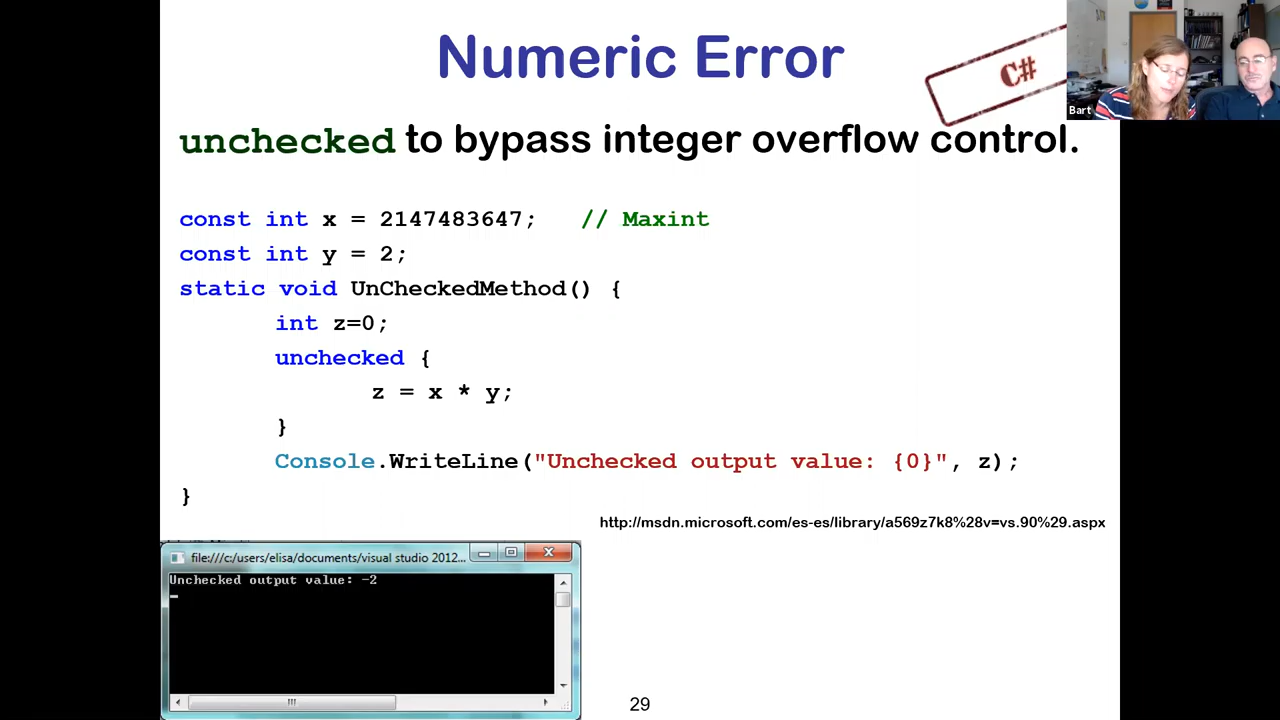 Numeric Error
C#
Bart
unchecked to bypass integer overflow control.
const int x = 2147483647; // Maxint
const int y = 2;
static void UnCheckedMethod() {
int z=0;
unchecked {
z = x * y;
}
Console.WriteLine("Unchecked output value: {0}", z);
}
http://msdn.microsoft.com/es-es/library/a569z7k8%28v=vs.90%29.aspx
file:///c:/users/elisa/documents/visual studio 2012...
Unchecked output value: -2
29